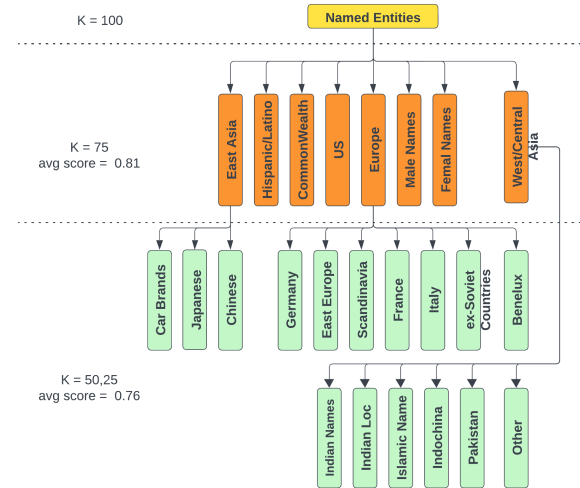 K = 100
Named Entities
K = 75
avg score =  0.81
East Asia
Hispanic/Latino
CommonWealth
US
Europe
Male Names
Femal Names
West/Central
Asia
Car Brands
Japanese
Chinese
Germany
East Europe
Scandinavia
France
Italy
ex-Soviet
Countries
Benelux
K = 50,25
avg score =  0.76
Indian Names
Indian Loc
Islamic Name
Indochina
Pakistan
Other